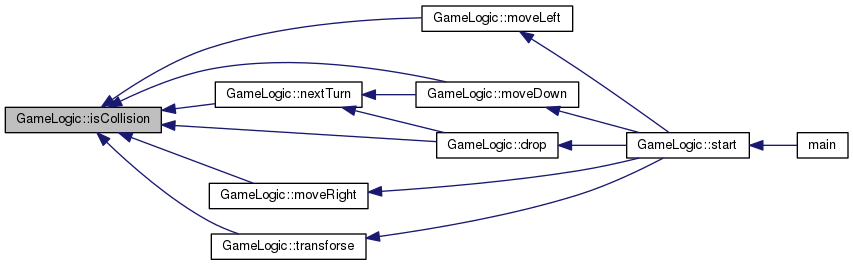 GameLogic::moveLeft
GameLogic::nextTurn
GameLogic::moveDown
GameLogic::isCollision
GameLogic::drop
GameLogic::start
main
GameLogic::moveRight
GameLogic::transforse